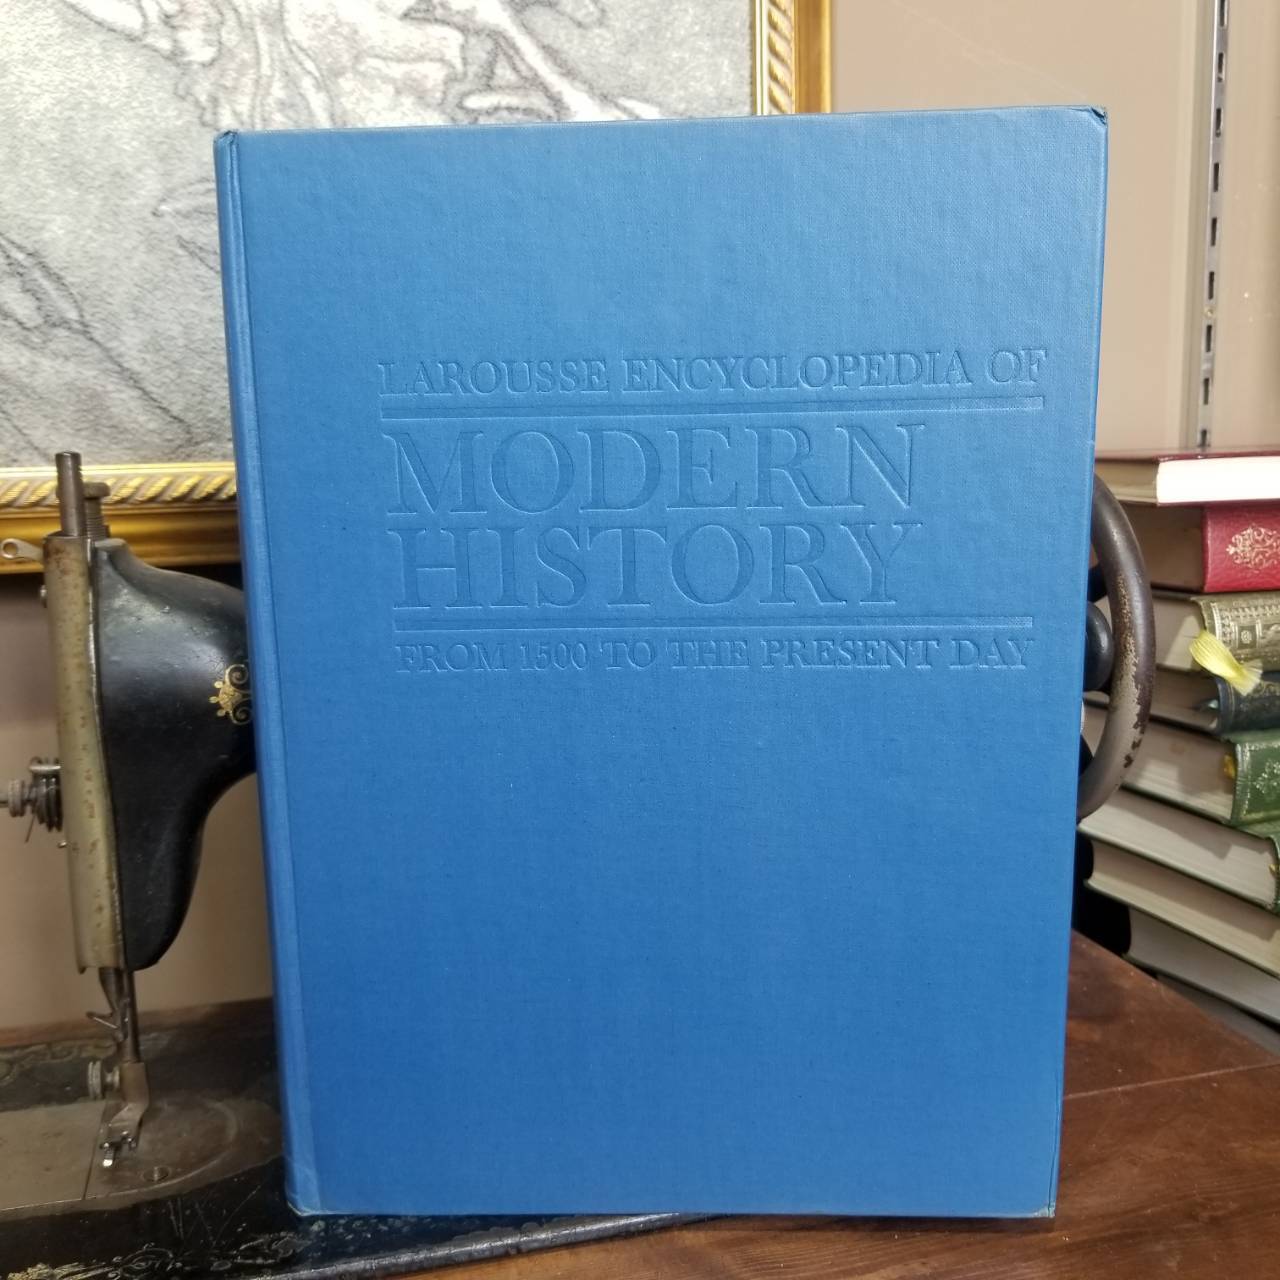 LAROUSSE ENCYCLOPEDIA OF
MODERN
HISTORY
FROM 1500 TO THE PRESENT DAY